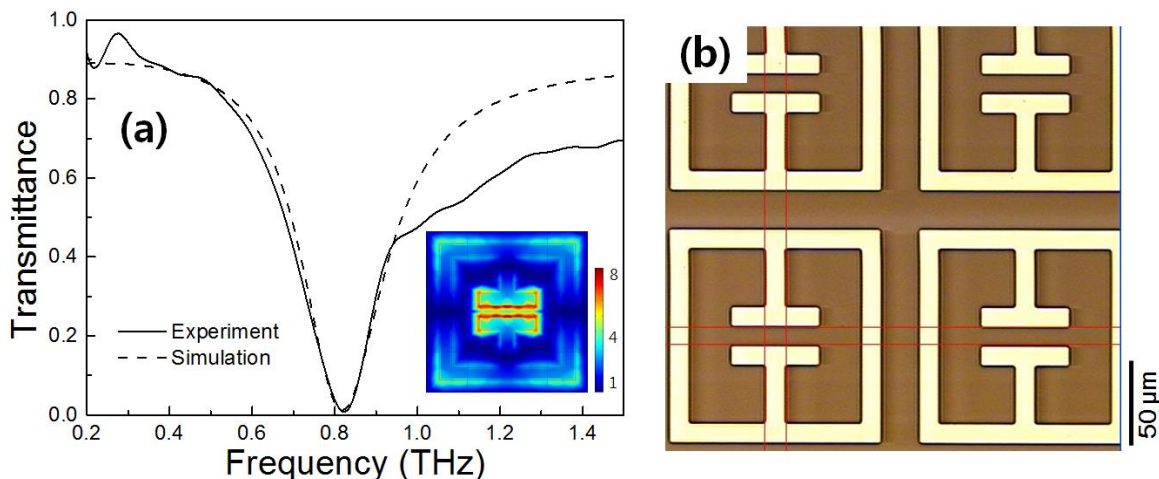 1.0
0.8
0.6
0.4
0.2
0.0
Transmittance
(a)
Experiment
Simulation
8
4
1
0.2 0.4 0.6 0.8 1.0 1.2 1.4
Frequency (THz)
(b)
50 µm